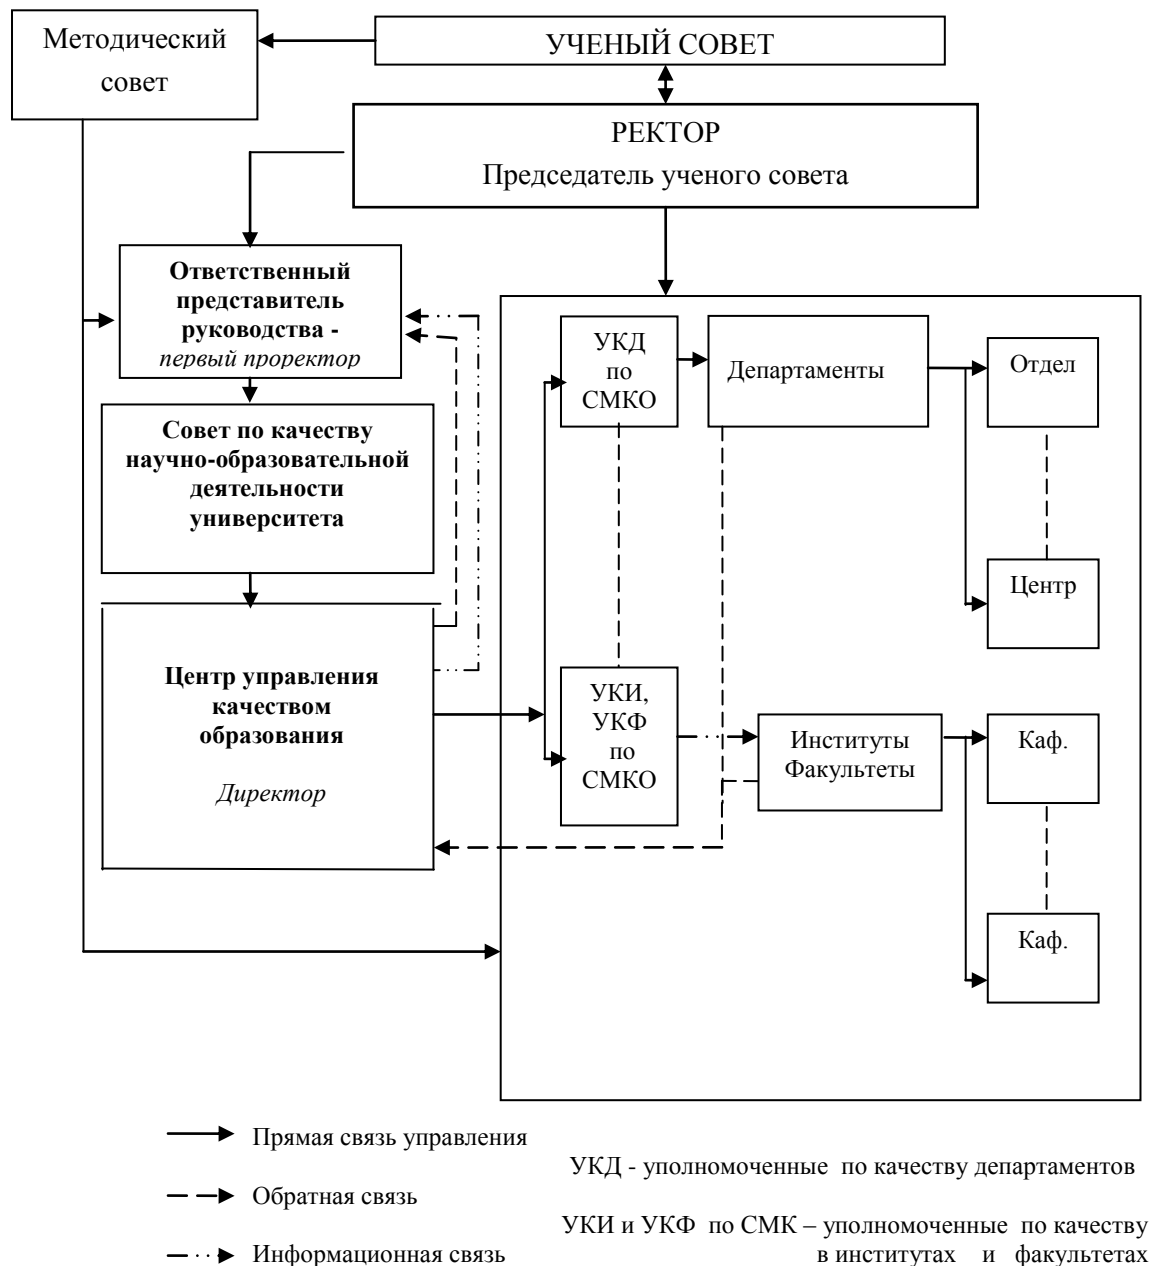 Методический
совет
УЧЕНЫЙ СОВЕТ
РЕКТОР
Председатель ученого совета
Ответственный
представитель
руководства -
первый проректор
Совет по качеству
научно-образовательной
деятельности
университета
Центр управления
качеством
образования
Директор
УКД
по
СМКО
Департаменты
Отдел
Центр
УКИ,
УКФ
по
СМКО
Институты
Факультеты
Каф.
Каф.
Прямая связь управления
Обратная связь
Информационная связь
УКД - уполномоченные по качеству департаментов
УКИ и УКФ по СМК – уполномоченные по качеству
в институтах и факультетах